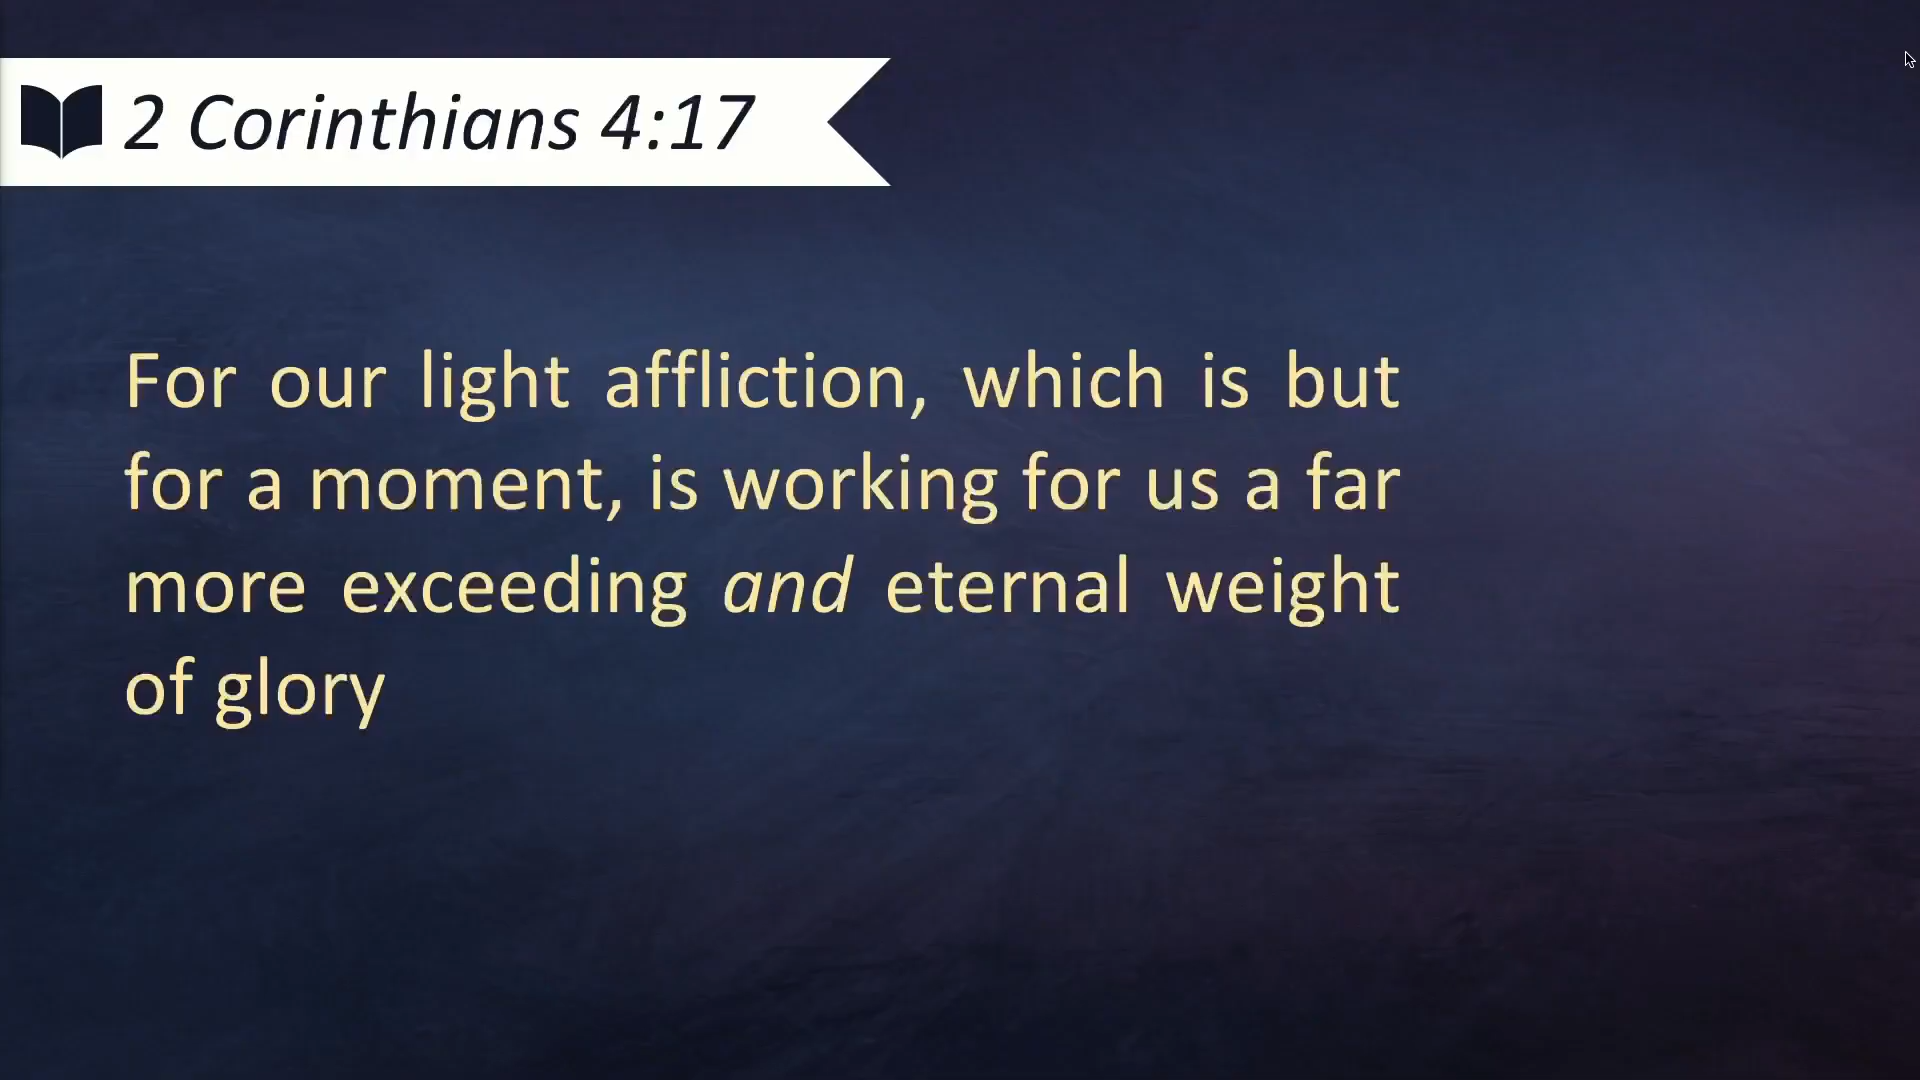 2 Corinthians 4:17
For our light affliction, which is but
for a moment, is working for us a far
more exceeding and eternal weight
of glory